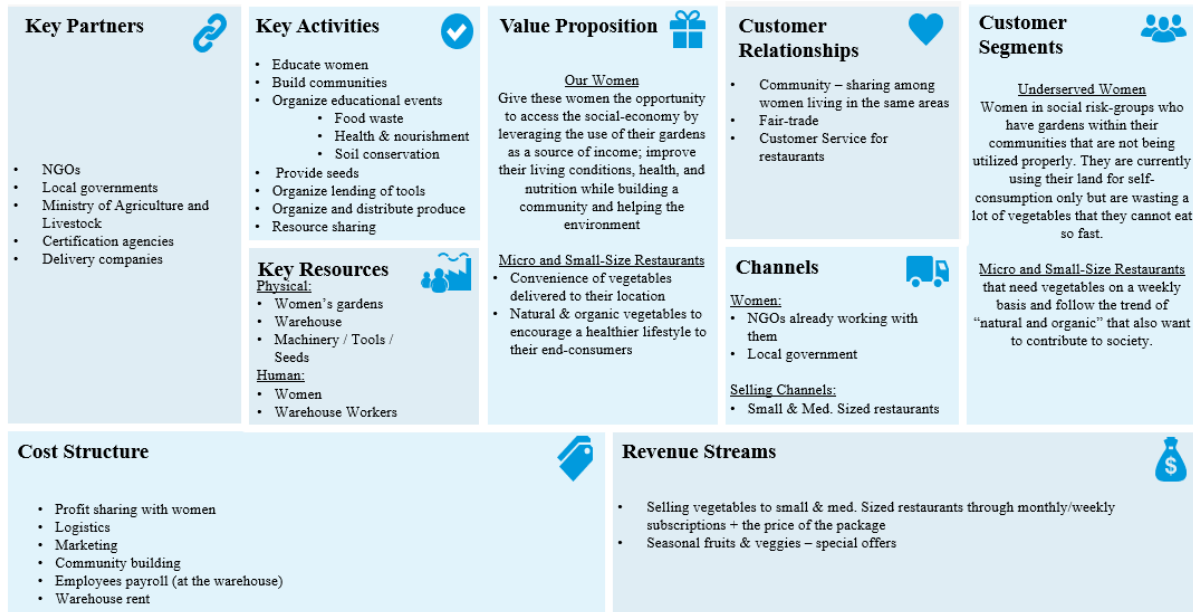 Key Partners
• NGOs
• Local governments
• Ministry of Agriculture and
Livestock
• Certification agencies
• Delivery companies
Key Activities
• Educate women
• Build communities
• Organize educational events
• Food waste
• Health & nourishment
• Soil conservation
• Provide seeds
• Organize lending of tools
• Organize and distribute produce
• Resource sharing
Key Resources
Physical:
• Women's gardens
• Warehouse
• Machinery / Tools /
Seeds
Human:
• Women
• Warehouse Workers
Value Proposition
Our Women
Give these women the opportunity
to access the social-economy by
leveraging the use of their gardens
as a source of income; improve
their living conditions, health, and
nutrition while building a
community and helping the
environment
Micro and Small-Size Restaurants
• Convenience of vegetables
delivered to their location
• Natural & organic vegetables to
encourage a healthier lifestyle to
their end-consumers
Customer
Relationships
• Community – sharing among
women living in the same areas
• Fair-trade
• Customer Service for
restaurants
Channels
Women:
• NGOs already working with
them
• Local government
Selling Channels:
• Small & Med. Sized restaurants
Customer
Segments
Underserved Women
Women in social risk-groups who
have gardens within their
communities that are not being
utilized properly. They are currently
using their land for self-
consumption only but are wasting a
lot of vegetables that they cannot eat
so fast.
Micro and Small-Size Restaurants
that need vegetables on a weekly
basis and follow the trend of
“natural and organic” that also want
to contribute to society.
Cost Structure
• Profit sharing with women
• Logistics
• Marketing
• Community building
• Employees payroll (at the warehouse)
• Warehouse rent
Revenue Streams
$
• Selling vegetables to small & med. Sized restaurants through monthly/weekly
subscriptions + the price of the package
• Seasonal fruits & veggies – special offers